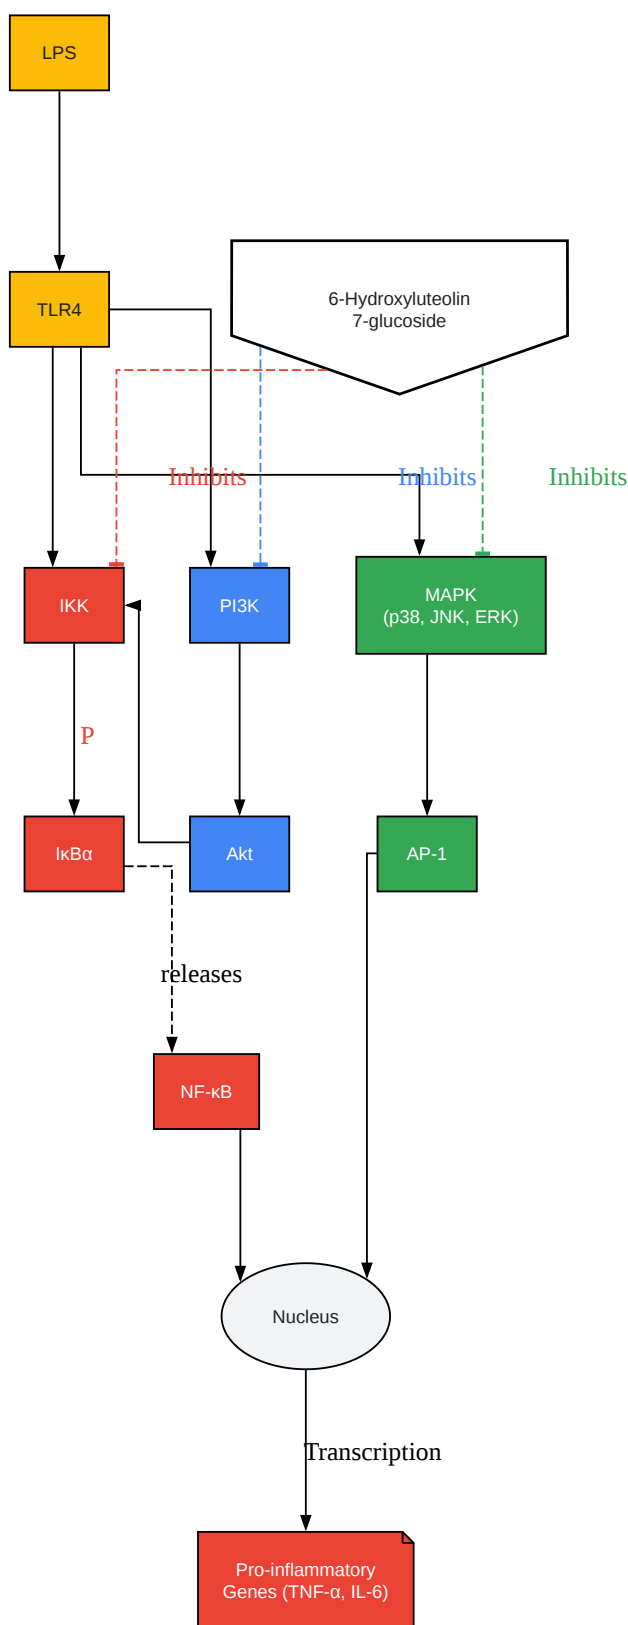 LPS
6-Hydroxyluteolin
7-glucoside
TLR4
Inhibits
Inhibits
Inhibits
IKK
PI3K
MAPK
(p38, JNK, ERK)
P
IκBα
Akt
AP-1
releases
NF-κB
Nucleus
Transcription
Pro-inflammatory
Genes (TNF-α, IL-6)